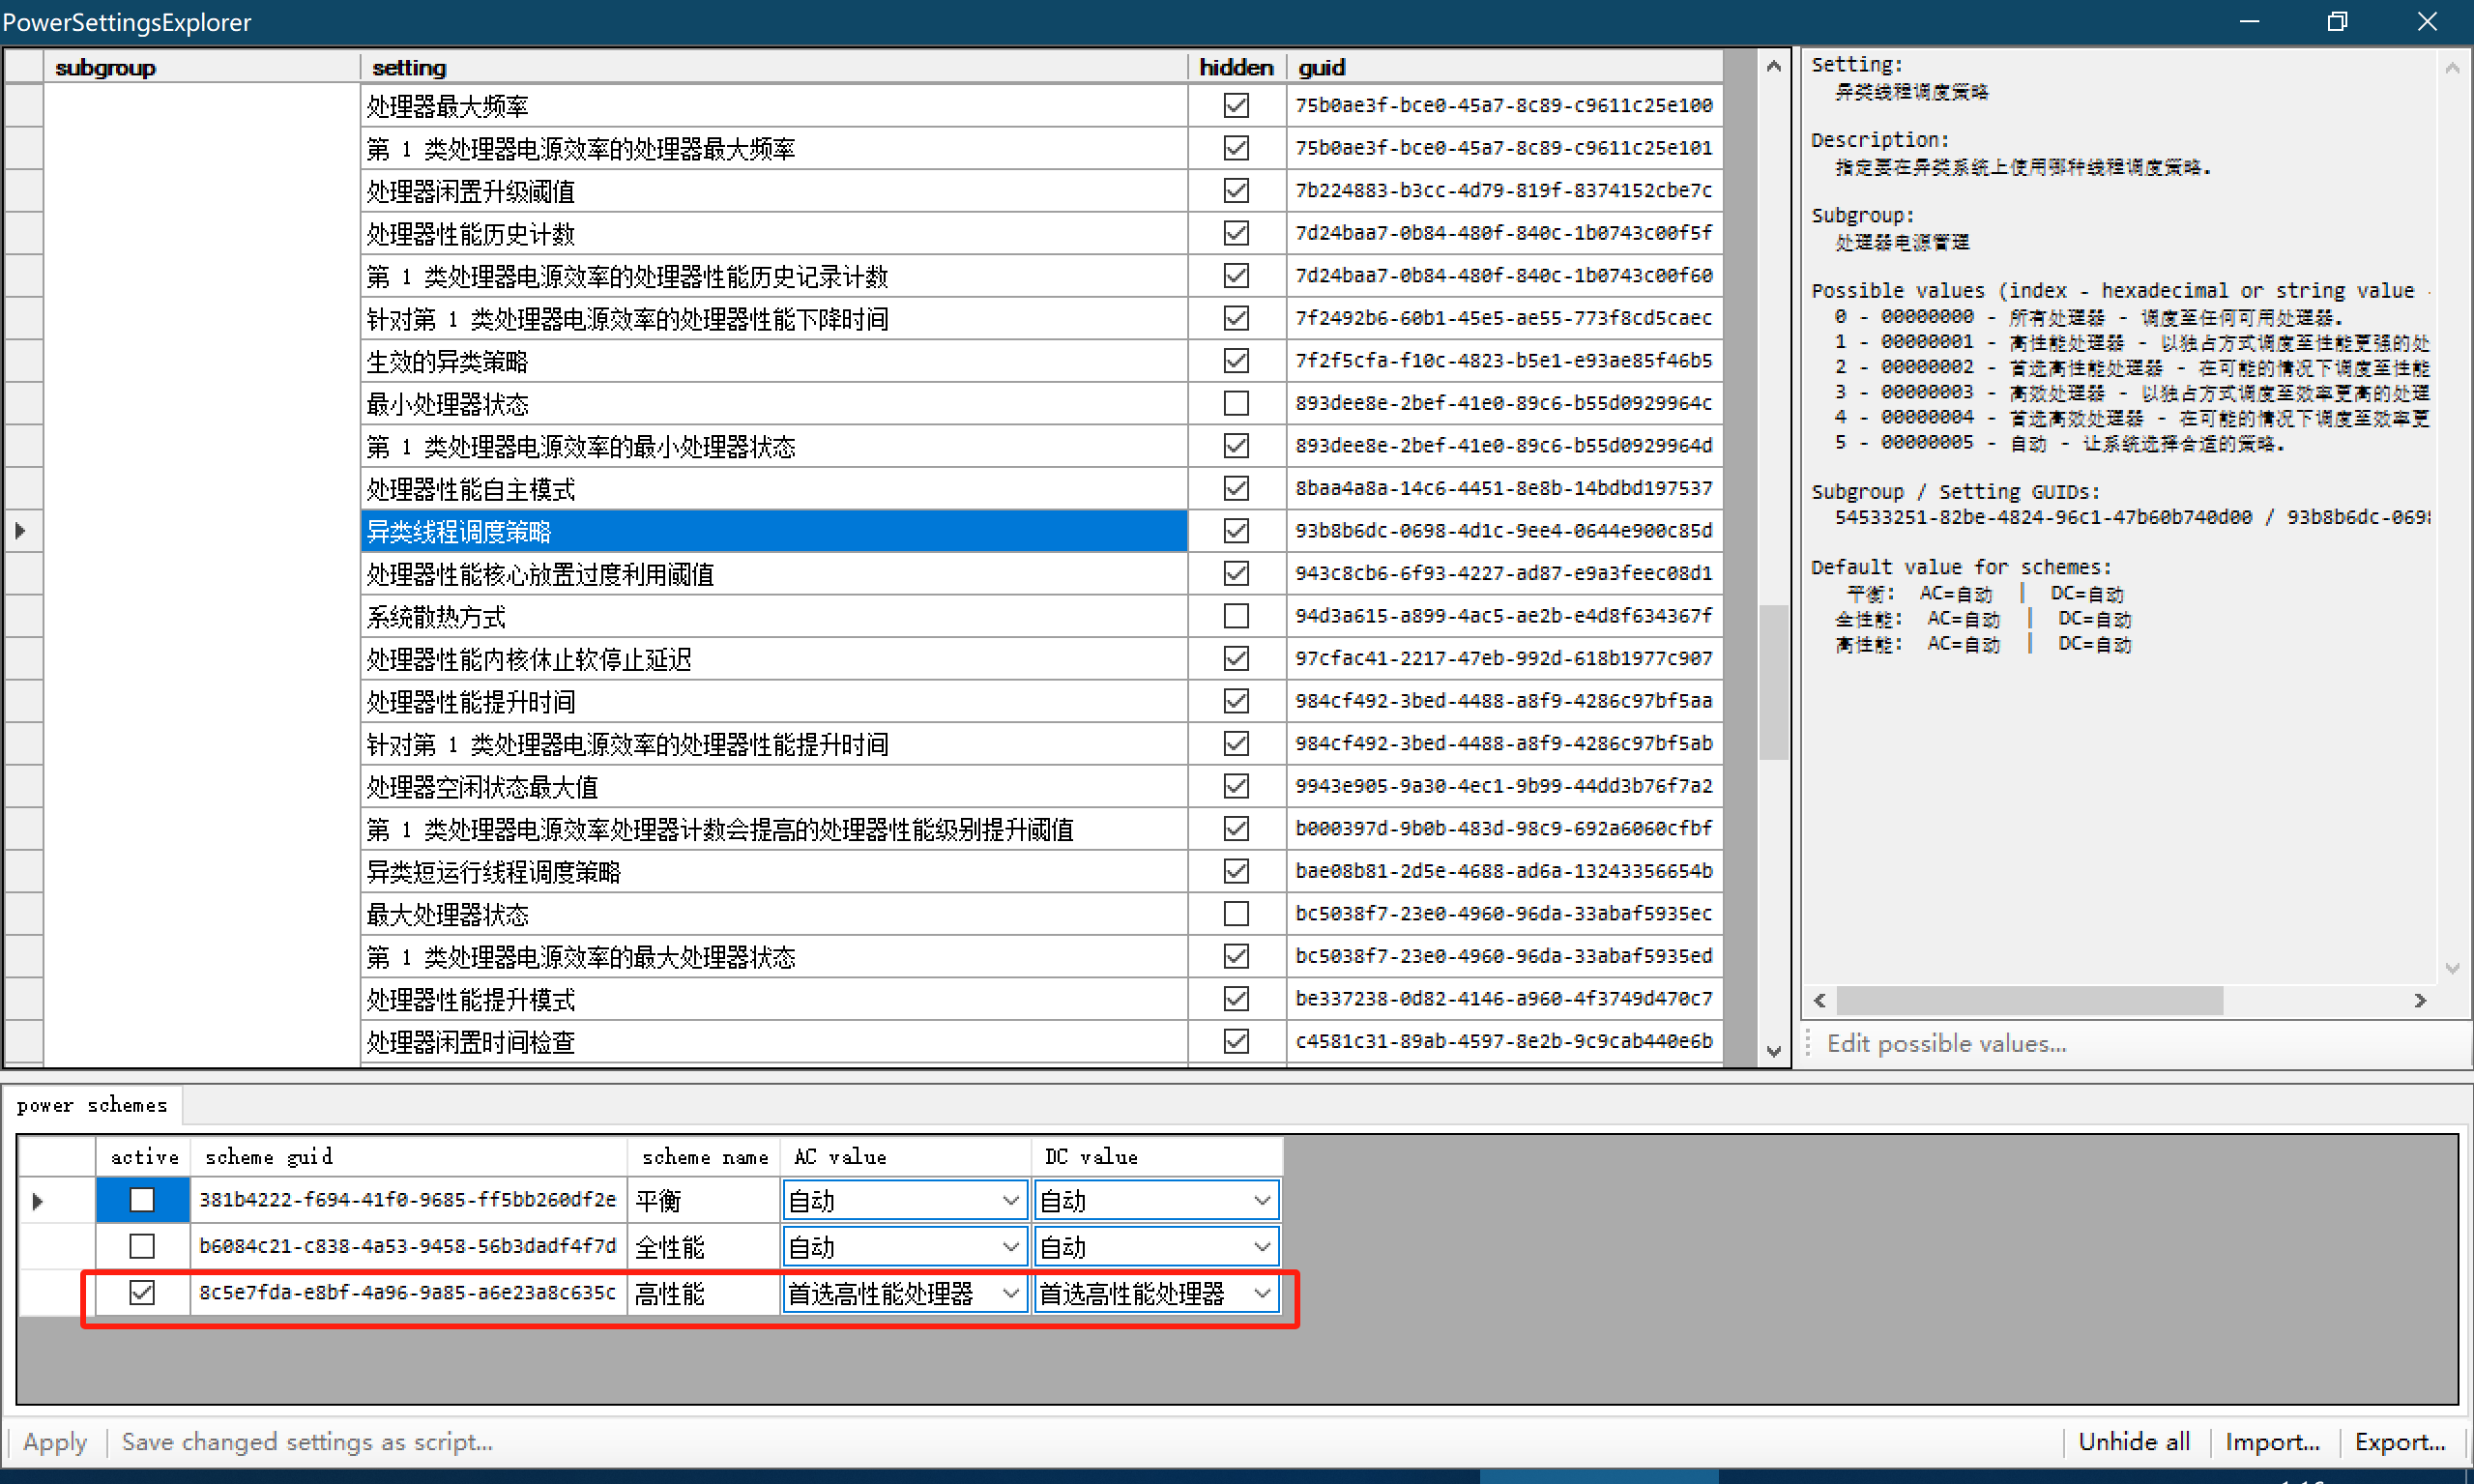 PowerSettingsExplorer
subgroup setting hidden guid
处理器最大频率 75b0ae3f-bce0-45a7-8c89-c9611c25e100
第 1 类处理器电源效率的处理器最大频率 75b0ae3f-bce0-45a7-8c89-c9611c25e101
处理器闲置升级阈值 7b224883-b3cc-4d79-819f-8374152cbe7c
处理器性能历史计数 7d24baa7-0b84-480f-840c-1b0743c00f5f
第 1 类处理器电源效率的处理器性能历史记录计数 7d24baa7-0b84-480f-840c-1b0743c00f60
针对第 1 类处理器电源效率的处理器性能下降时间 7f2492b6-60b1-45e5-ae55-773f8cd5caec
生效的异类策略 7f2f5cfa-f10c-4823-b5e1-e93ae85f46b5
最小处理器状态 893dee8e-2bef-41e0-89c6-b55d0929964c
第 1 类处理器电源效率的最小处理器状态 893dee8e-2bef-41e0-89c6-b55d0929964d
处理器性能自主模式 8baa4a8a-14c6-4451-8e8b-14bdbd197537
异类线程调度策略 93b8b6dc-0698-4d1c-9ee4-0644e900c85d
处理器性能核心放置过度利用阈值 943c8cb6-6f93-4227-ad87-e9a3feec08d1
系统散热方式 94d3a615-a899-4ac5-ae2b-e4d8f634367f
处理器性能内核休止软停止延迟 97cfac41-2217-47eb-992d-618b1977c907
处理器性能提升时间 984cf492-3bed-4488-a8f9-4286c97bf5aa
针对第 1 类处理器电源效率的处理器性能提升时间 984cf492-3bed-4488-a8f9-4286c97bf5ab
处理器空闲状态最大值 9943e905-9a30-4ec1-9b99-44dd3b76f7a2
第 1 类处理器电源效率处理器计数会提高的处理器性能级别提升阈值 b000397d-9b0b-483d-98c9-692a6060cfbf
异类短运行线程调度策略 bae08b81-2d5e-4688-ad6a-13243356654b
最大处理器状态 bc5038f7-23e0-4960-96da-33abaf5935ec
第 1 类处理器电源效率的最大处理器状态 bc5038f7-23e0-4960-96da-33abaf5935ed
处理器性能提升模式 be337238-0d82-4146-a960-4f3749d470c7
处理器闲置时间检查 c4581c31-89ab-4597-8e2b-9c9cab440e6b
Setting:
异类线程调度策略
Description:
指定要在异类系统上使用哪种线程调度策略。
Subgroup:
处理器电源管理
Possible values (index - hexadecimal or string value -
0 - 00000000 - 所有处理器 - 调度至任何可用处理器。
1 - 00000001 - 高性能处理器 - 以独占方式调度至性能更强的处
2 - 00000002 - 首选高性能处理器 - 在可能的情况下调度至性能
3 - 00000003 - 高效处理器 - 以独占方式调度至效率更高的处理
4 - 00000004 - 首选高效处理器 - 在可能的情况下调度至效率更
5 - 00000005 - 自动 - 让系统选择合适的策略。
Subgroup / Setting GUIDs:
54533251-82be-4824-96c1-47b60b740d00 / 93b8b6dc-069
Default value for schemes:
平衡: AC=自动 | DC=自动
全性能: AC=自动 | DC=自动
高性能: AC=自动 | DC=自动
Edit possible values...
power schemes
active scheme guid scheme name AC value DC value
381b4222-f694-41f0-9685-ff5bb260df2e 平衡 自动 自动
b6084c21-c838-4a53-9458-56b3dadf4f7d 全性能 自动 自动
8c5e7fda-e8bf-4a96-9a85-a6e23a8c635c 高性能 首选高性能处理器 首选高性能处理器
Apply Save changed settings as script... Unhide all Import... Export...